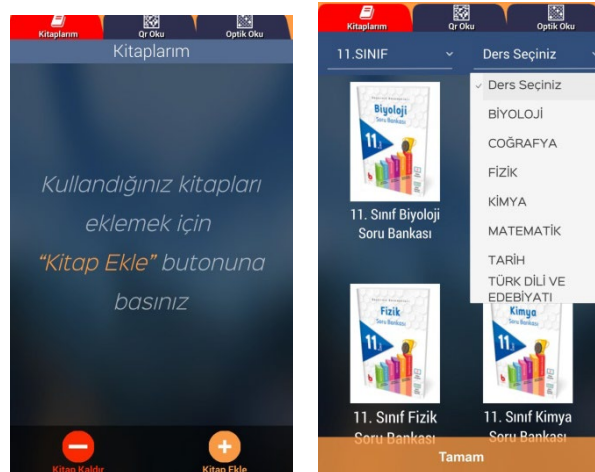 Kitaplarım
Qr Oku
Optik Oku
Kitaplarım
Kullandığınız kitapları
eklemek için
“Kitap Ekle” butonuna
basınız
Kitap Kaldır
Kitap Ekle
Kitaplarım
Qr Oku
Optik Oku
11.SINIF
Ders Seçiniz
Ders Seçiniz
BİYOLOJİ
COĞRAFYA
FİZİK
KİMYA
MATEMATİK
TARİH
TÜRK DİLİ VE
EDEBİYATI
Biyoloji
Soru Bankası
11.
11. Sınıf Biyoloji
Soru Bankası
Fizik
Soru Bankası
11.
Kimya
Soru Bankası
11.
11. Sınıf Fizik
Soru Bankası
11. Sınıf Kimya
Soru Bankası
Tamam